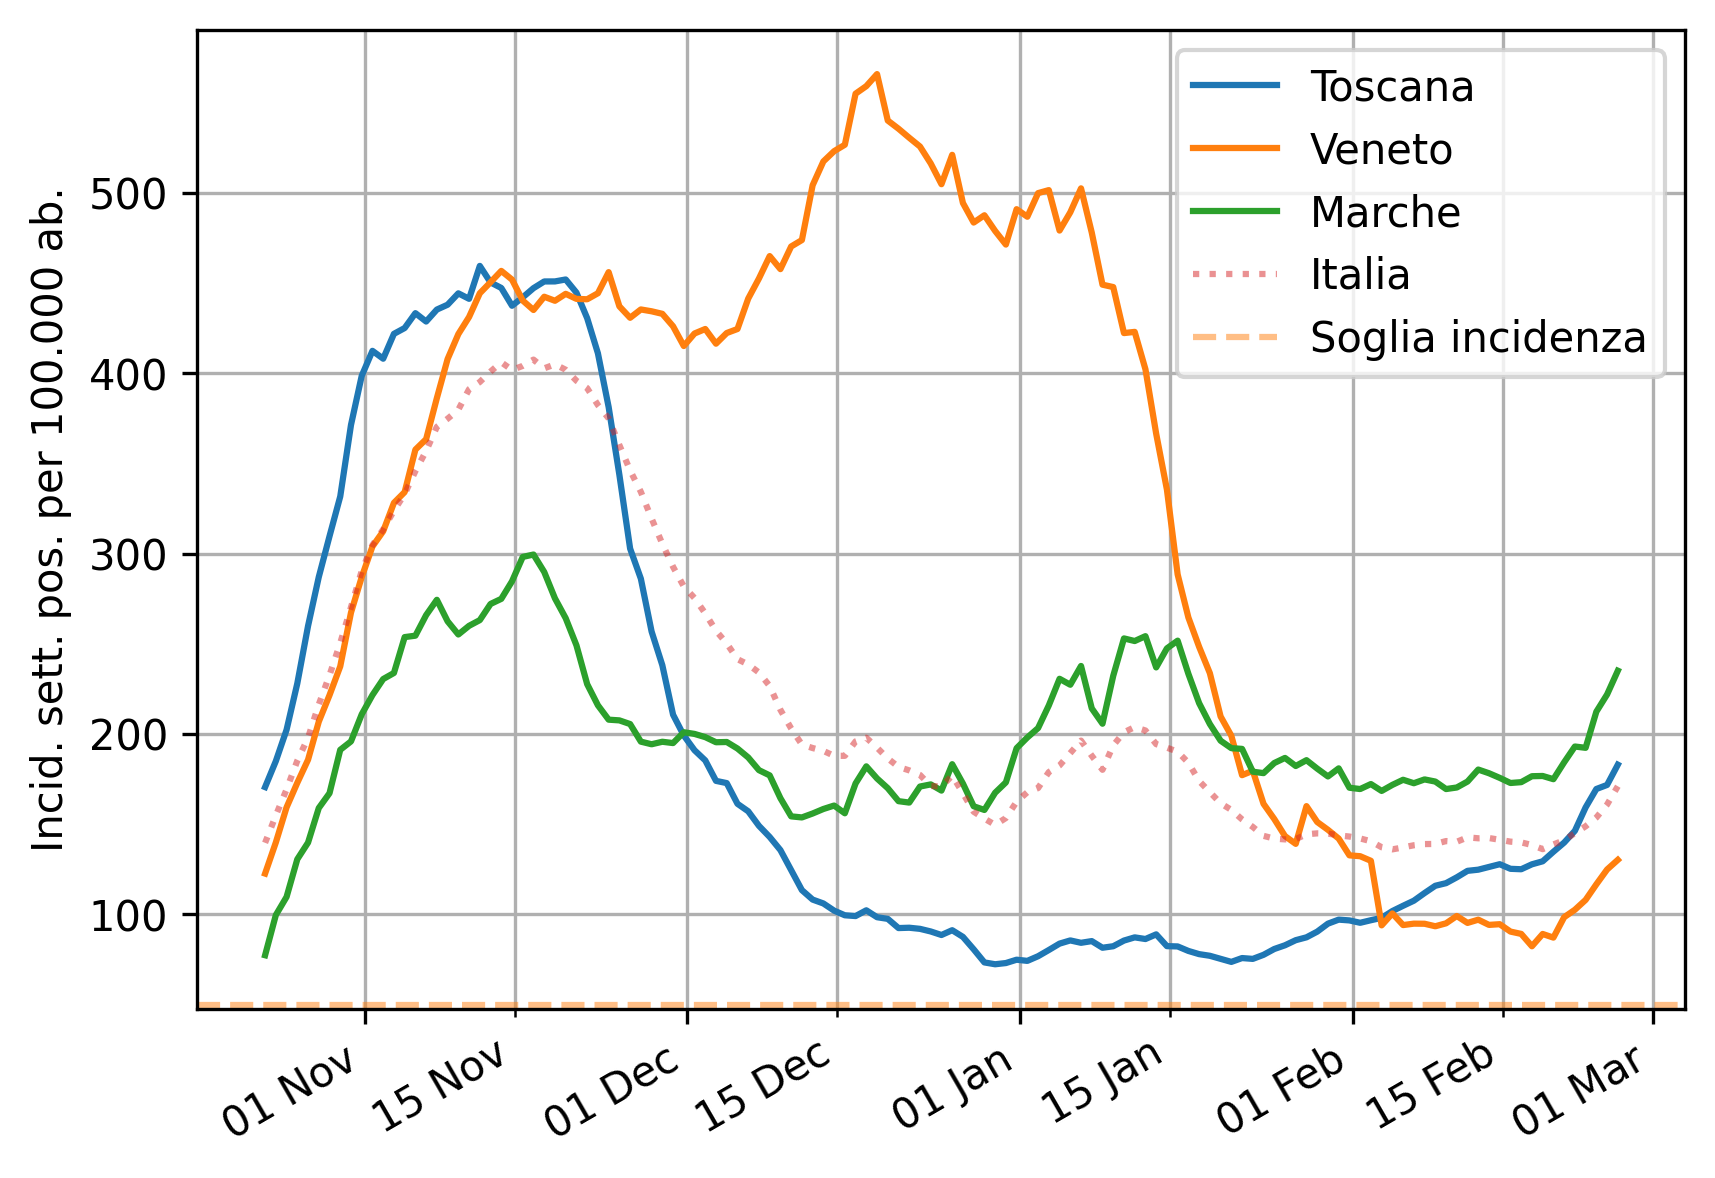 Incid. sett. pos. per 100.000 ab.
500
400
300
200
100
Toscana
Veneto
Marche
Italia
Soglia incidenza
01 Nov
15 Nov
01 Dec
15 Dec
01 Jan
15 Jan
01 Feb
15 Feb
01 Mar